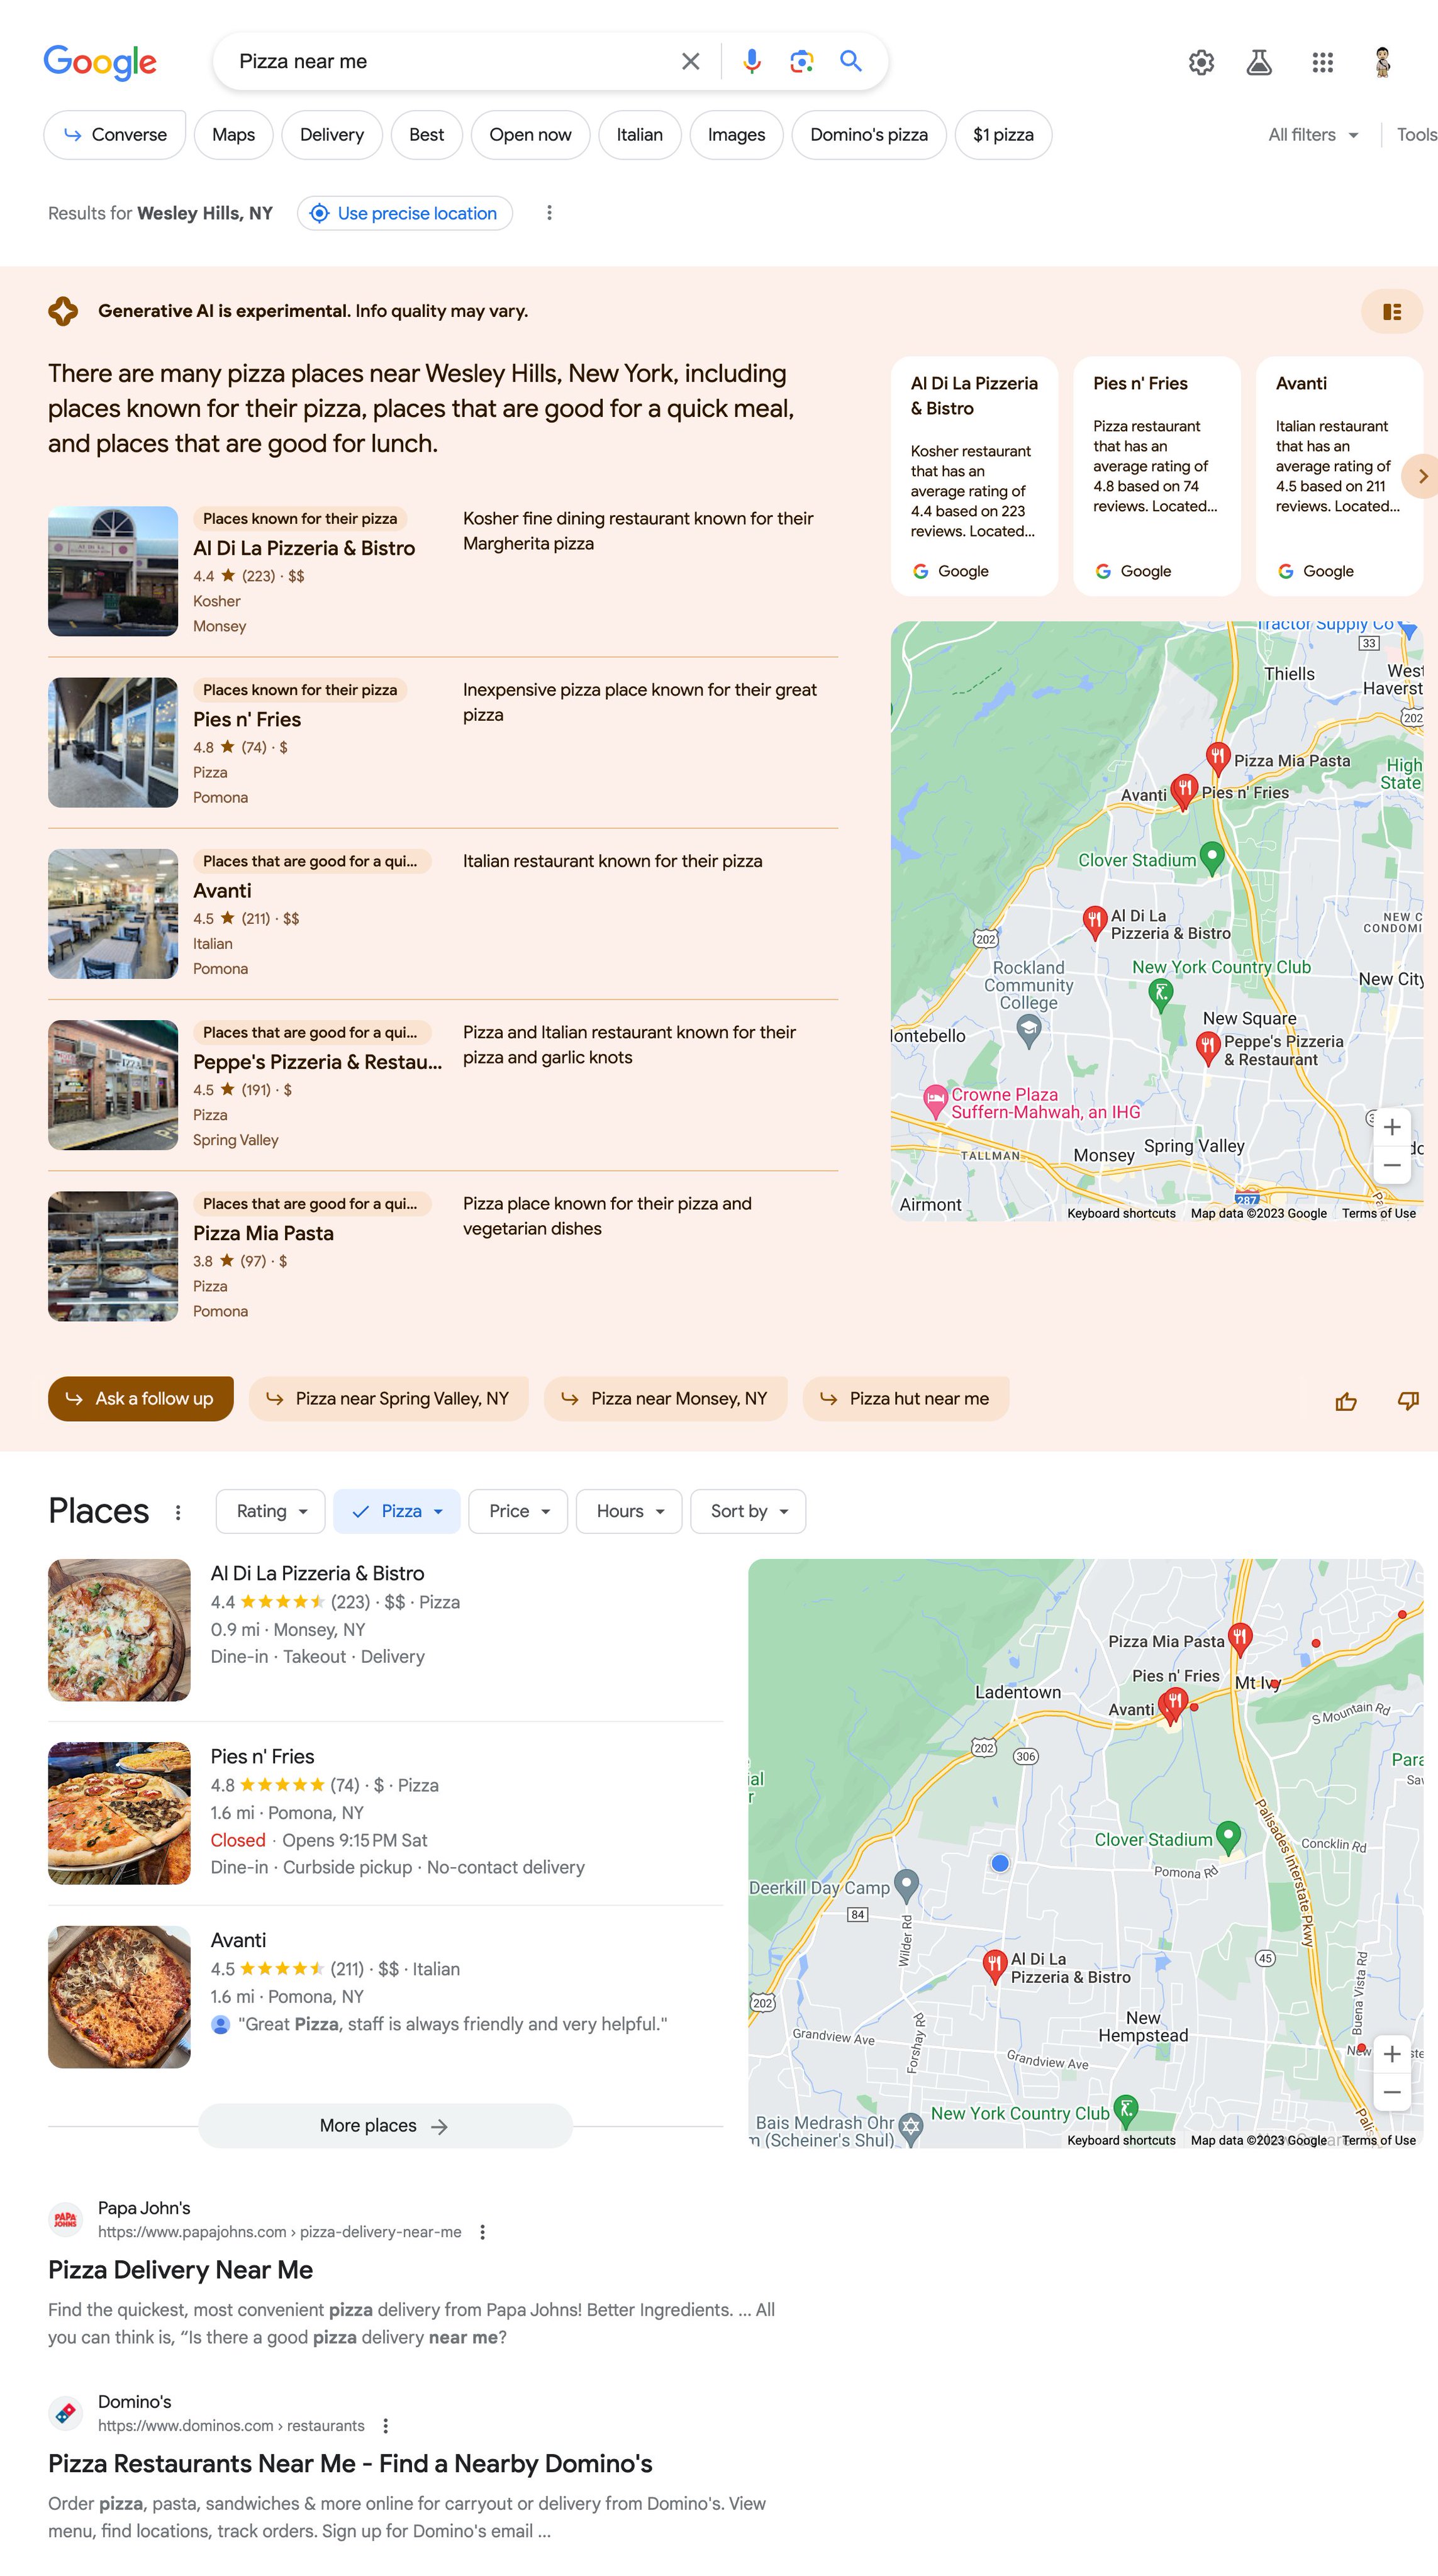 Google
Pizza near me
Converse
Maps
Delivery
Best
Open now
Italian
Images
Domino's pizza
$1 pizza
All filters
Tools
Results for Wesley Hills, NY
Use precise location
Generative AI is experimental. Info quality may vary.
There are many pizza places near Wesley Hills, New York, including
places known for their pizza, places that are good for a quick meal,
and places that are good for lunch.
Places known for their pizza
Al Di La Pizzeria & Bistro
4.4 ★ (223) · $$
Kosher
Monsey
Kosher fine dining restaurant known for their
Margherita pizza
Places known for their pizza
Pies n' Fries
4.8 ★ (74) · $
Pizza
Pomona
Inexpensive pizza place known for their great
pizza
Places that are good for a qui...
Avanti
4.5 ★ (211) · $$
Italian
Pomona
Italian restaurant known for their pizza
Places that are good for a qui...
Peppe's Pizzeria & Restau...
4.5 ★ (191) · $
Pizza
Spring Valley
Pizza and Italian restaurant known for their
pizza and garlic knots
Places that are good for a qui...
Pizza Mia Pasta
3.8 ★ (97) · $
Pizza
Pomona
Pizza place known for their pizza and
vegetarian dishes
Al Di La Pizzeria
& Bistro
Kosher restaurant
that has an
average rating of
4.4 based on 223
reviews. Located...
Google
Pies n' Fries
Pizza restaurant
that has an
average rating of
4.8 based on 74
reviews. Located...
Google
Avanti
Italian restaurant
that has an
average rating of
4.5 based on 211
reviews. Located...
Google
Tractor Supply Co
33
Thiells
West
Haverst
202
Pizza Mia Pasta
High
State
Avanti
Pies n' Fries
Clover Stadium
Al Di La
Pizzeria & Bistro
NEW C
CONDOMI
202
Rockland
Community
College
New York Country Club
New City
New Square
ontebello
Peppe's Pizzeria
& Restaurant
Crowne Plaza
Suffern-Mahwah, an IHG
TALLMAN
Monsey
Spring Valley
Airmont
287
Keyboard shortcuts
Map data ©2023 Google
Terms of Use
Ask a follow up
Pizza near Spring Valley, NY
Pizza near Monsey, NY
Pizza hut near me
Places
Rating
Pizza
Price
Hours
Sort by
Al Di La Pizzeria & Bistro
4.4 ★★★★★ (223) · $$ · Pizza
0.9 mi · Monsey, NY
Dine-in · Takeout · Delivery
Pies n' Fries
4.8 ★★★★★ (74) · $ · Pizza
1.6 mi · Pomona, NY
Closed · Opens 9:15 PM Sat
Dine-in · Curbside pickup · No-contact delivery
Avanti
4.5 ★★★★★ (211) · $$ · Italian
1.6 mi · Pomona, NY
"Great Pizza, staff is always friendly and very helpful."
More places
Pizza Mia Pasta
Pies n' Fries
Mt Ivy
Ladentown
Avanti
S Mountain Rd
202
306
Para
Sav
ial
r
Palisades Interstate Pkwy
Clover Stadium
Concklin Rd
Pomona Rd
Deerkill Day Camp
84
Wilder Rd
45
Al Di La
Pizzeria & Bistro
Buena Vista Rd
202
New
Hempstead
Grandview Ave
Forshay Rd
Grandview Ave
New York Country Club
Bais Medrash Ohr
m (Scheiner's Shul)
Keyboard shortcuts
Map data ©2023 Google
Terms of Use
PAPA
JOHNS
Papa John's
https://www.papajohns.com › pizza-delivery-near-me
Pizza Delivery Near Me
Find the quickest, most convenient pizza delivery from Papa Johns! Better Ingredients. ... All
you can think is, “Is there a good pizza delivery near me?
Domino's
https://www.dominos.com › restaurants
Pizza Restaurants Near Me - Find a Nearby Domino's
Order pizza, pasta, sandwiches & more online for carryout or delivery from Domino's. View
menu, find locations, track orders. Sign up for Domino's email ...